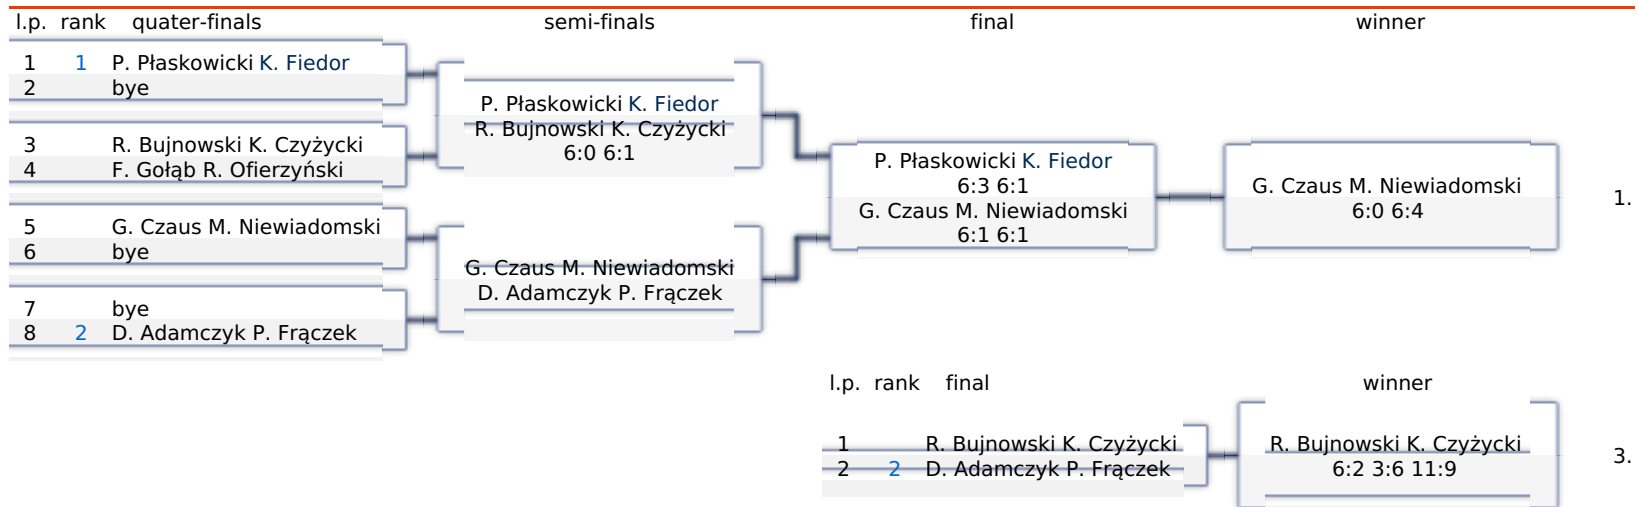 l.p. rank quater-finals semi-finals final winner
1 1 P. Płaskowicki K. Fiedor
2 bye
3 R. Bujnowski K. Czyżycki
4 F. Gołąb R. Ofierzyński
5 G. Czaus M. Niewiadomski
6 bye
7 bye
8 2 D. Adamczyk P. Frączek
P. Płaskowicki K. Fiedor
R. Bujnowski K. Czyżycki
6:0 6:1
G. Czaus M. Niewiadomski
D. Adamczyk P. Frączek
P. Płaskowicki K. Fiedor
6:3 6:1
G. Czaus M. Niewiadomski
6:1 6:1
G. Czaus M. Niewiadomski
6:0 6:4
1.
l.p. rank final winner
1 R. Bujnowski K. Czyżycki
2 2 D. Adamczyk P. Frączek
R. Bujnowski K. Czyżycki
6:2 3:6 11:9
3.